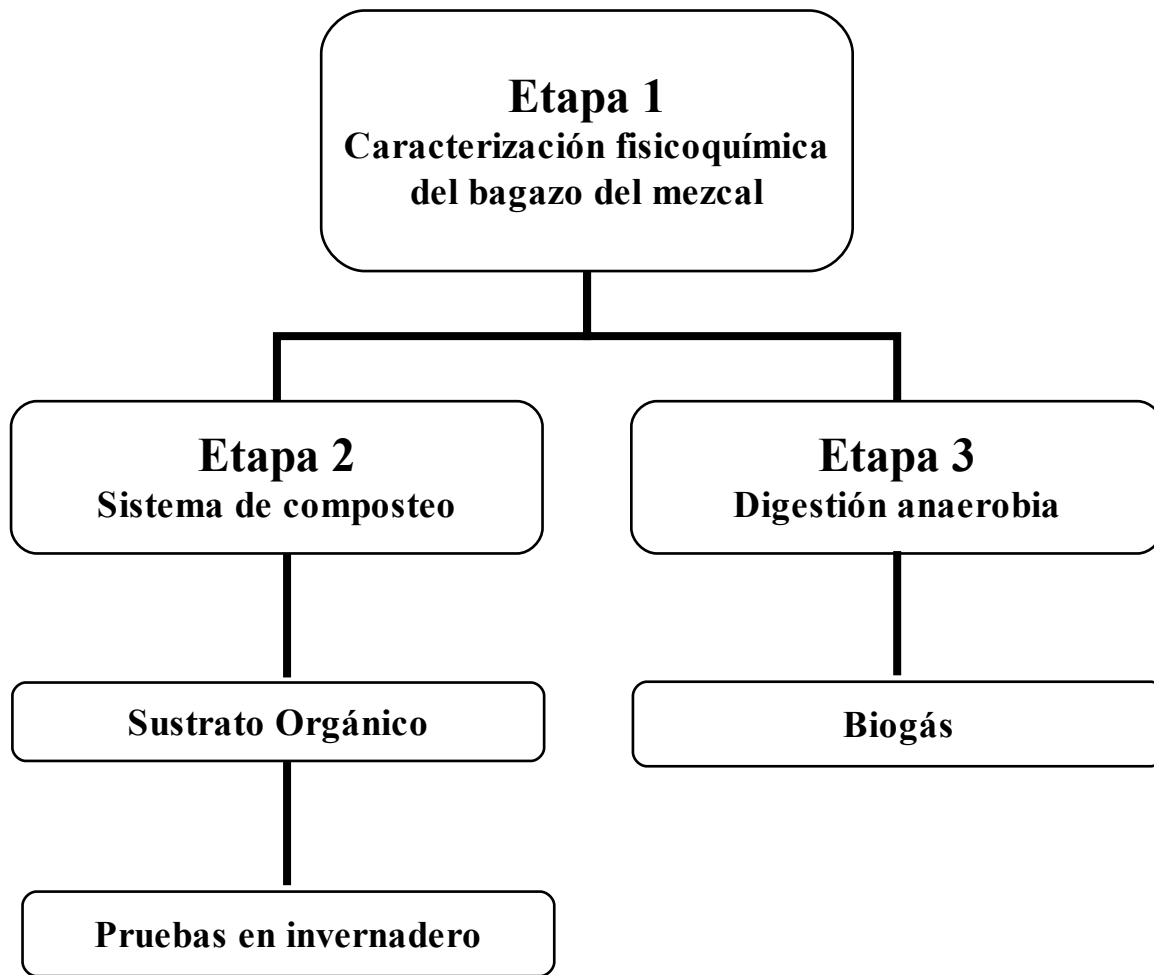 Etapa 1
Caracterización fisicoquímica
del bagazo del mezcal
Etapa 2
Sistema de composteo
Etapa 3
Digestión anaerobia
Sustrato Orgánico
Biogás
Pruebas en invernadero